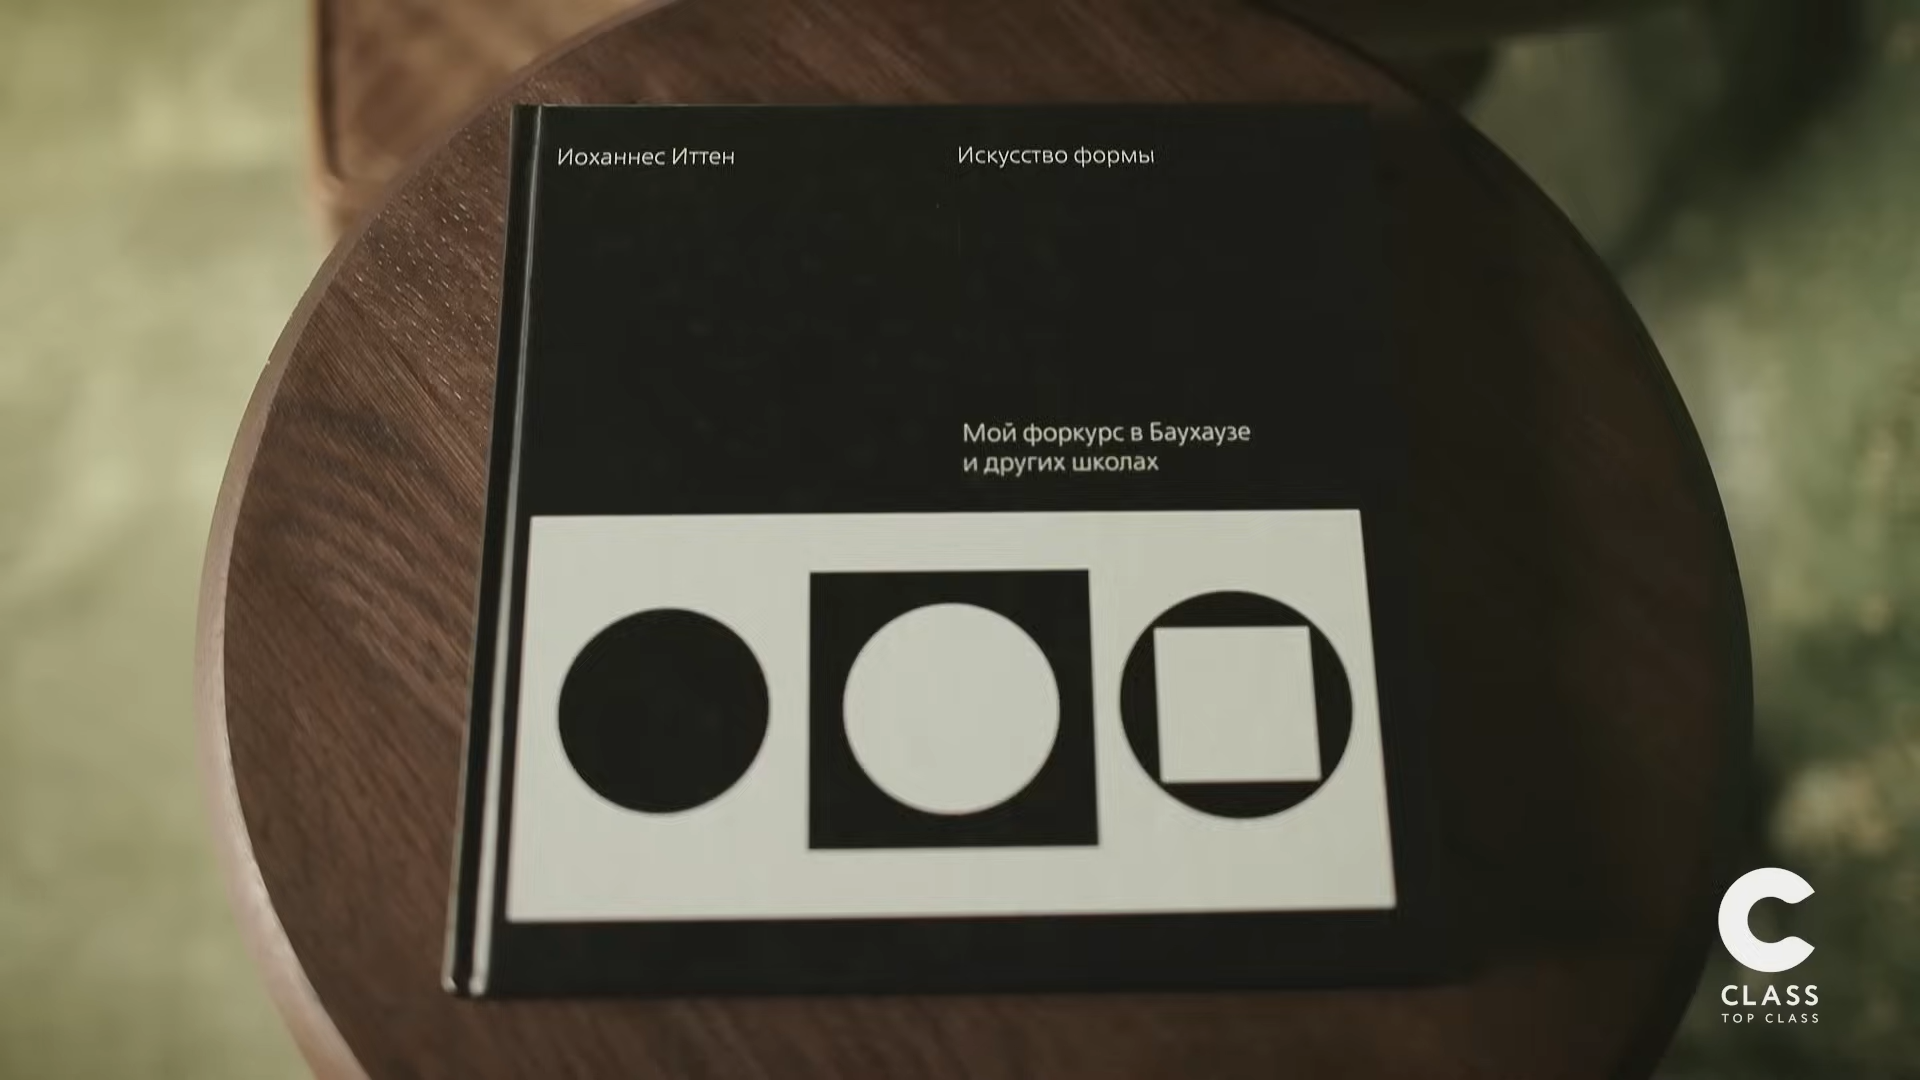 Иоханнес Иттен
Искусство формы
Мой форкурс в Баухаузе
и других школах
CLASS
TOP CLASS